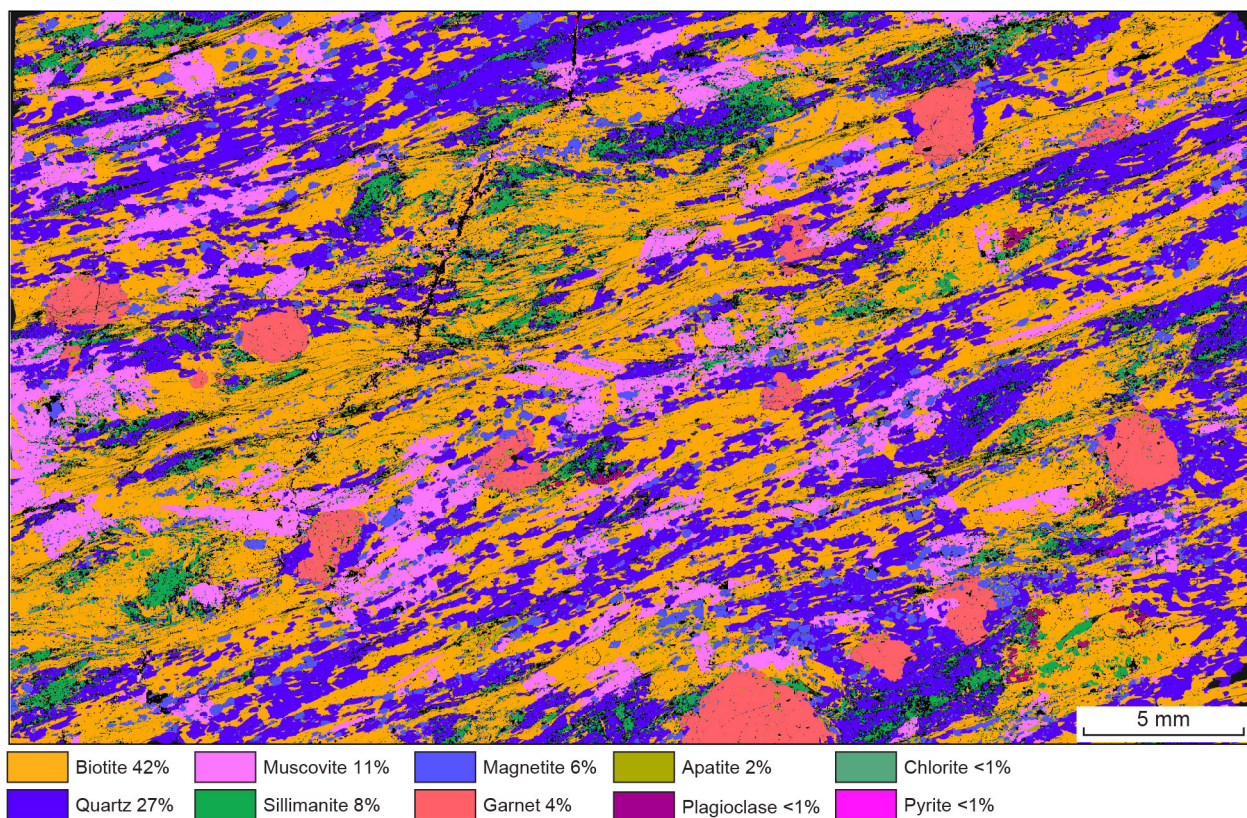 5 mm
Biotite 42% Muscovite 11% Magnetite 6% Apatite 2% Chlorite <1%
Quartz 27% Sillimanite 8% Garnet 4% Plagioclase <1% Pyrite <1%